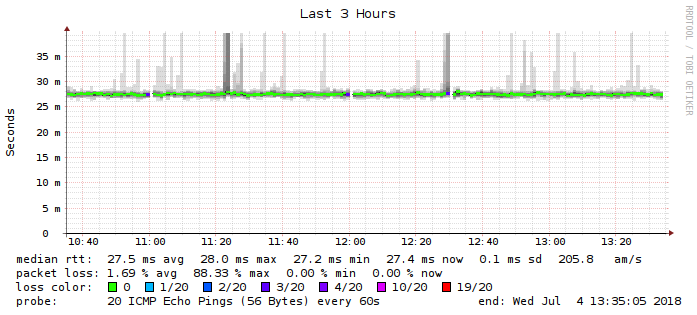 Last 3 Hours
RRDTOOL / TOBI OETIKER
Seconds
35 m
30 m
25 m
20 m
15 m
10 m
5 m
0
10:40 11:00 11:20 11:40 12:00 12:20 12:40 13:00 13:20
median rtt: 27.5 ms avg 28.0 ms max 27.2 ms min 27.4 ms now 0.1 ms sd 205.8 am/s
packet loss: 1.69 % avg 88.33 % max 0.00 % min 0.00 % now
loss color: 0 1/20 2/20 3/20 4/20 10/20 19/20
probe: 20 ICMP Echo Pings (56 Bytes) every 60s end: Wed Jul 4 13:35:05 2018